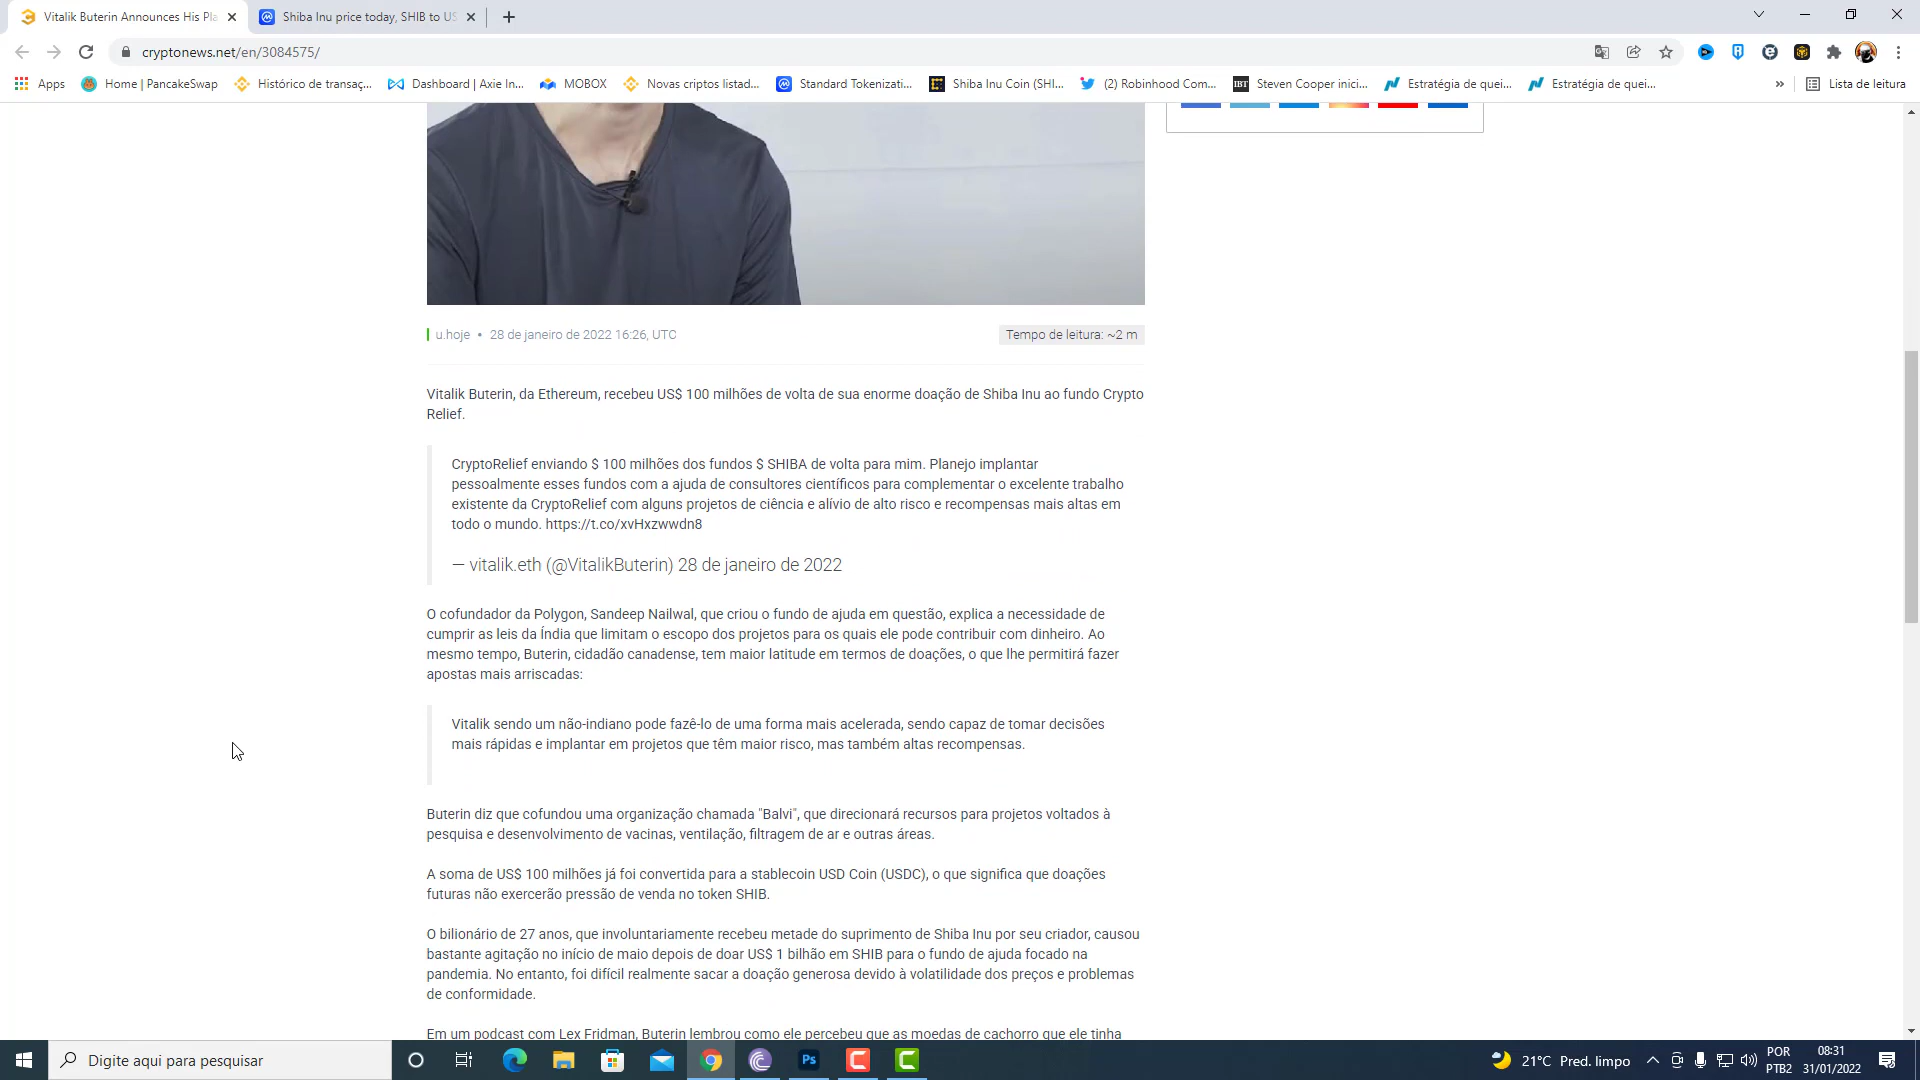 Vitalik Buterin Announces His Pla
Shiba Inu price today, SHIB to US
cryptonews.net/en/3084575/
Apps
Home | PancakeSwap
Histórico de transaç...
Dashboard | Axie In...
MOBOX
Novas criptos listad...
Standard Tokenizati...
Shiba Inu Coin (SHI...
(2) Robinhood Com...
IBT
Steven Cooper inici...
Estratégia de quei...
Estratégia de quei...
»
Lista de leitura
u.hoje • 28 de janeiro de 2022 16:26, UTC
Tempo de leitura: ~2 m
Vitalik Buterin, da Ethereum, recebeu US$ 100 milhões de volta de sua enorme doação de Shiba Inu ao fundo Crypto
Relief.
CryptoRelief enviando $ 100 milhões dos fundos $ SHIBA de volta para mim. Planejo implantar
pessoalmente esses fundos com a ajuda de consultores científicos para complementar o excelente trabalho
existente da CryptoRelief com alguns projetos de ciência e alívio de alto risco e recompensas mais altas em
todo o mundo. https://t.co/xvHxzwwdn8
— vitalik.eth (@VitalikButerin) 28 de janeiro de 2022
O cofundador da Polygon, Sandeep Nailwal, que criou o fundo de ajuda em questão, explica a necessidade de
cumprir as leis da Índia que limitam o escopo dos projetos para os quais ele pode contribuir com dinheiro. Ao
mesmo tempo, Buterin, cidadão canadense, tem maior latitude em termos de doações, o que lhe permitirá fazer
apostas mais arriscadas:
Vitalik sendo um não-indiano pode fazê-lo de uma forma mais acelerada, sendo capaz de tomar decisões
mais rápidas e implantar em projetos que têm maior risco, mas também altas recompensas.
Buterin diz que cofundou uma organização chamada "Balvi", que direcionará recursos para projetos voltados à
pesquisa e desenvolvimento de vacinas, ventilação, filtragem de ar e outras áreas.
A soma de US$ 100 milhões já foi convertida para a stablecoin USD Coin (USDC), o que significa que doações
futuras não exercerão pressão de venda no token SHIB.
O bilionário de 27 anos, que involuntariamente recebeu metade do suprimento de Shiba Inu por seu criador, causou
bastante agitação no início de maio depois de doar US$ 1 bilhão em SHIB para o fundo de ajuda focado na
pandemia. No entanto, foi difícil realmente sacar a doação generosa devido à volatilidade dos preços e problemas
de conformidade.
Em um podcast com Lex Fridman, Buterin lembrou como ele percebeu que as moedas de cachorro que ele tinha
Digite aqui para pesquisar
Ps
21°C Pred. limpo
POR
PTB2
08:31
31/01/2022